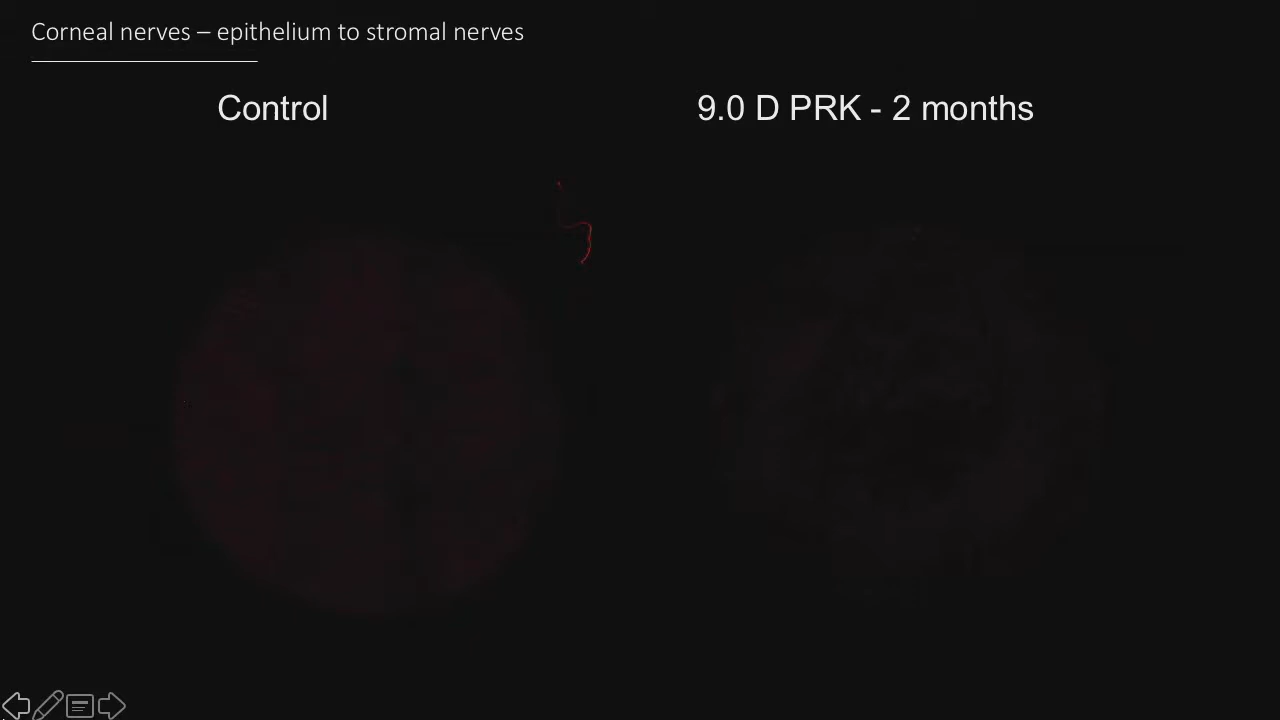 Corneal nerves – epithelium to stromal nerves
Control
9.0 D PRK - 2 months